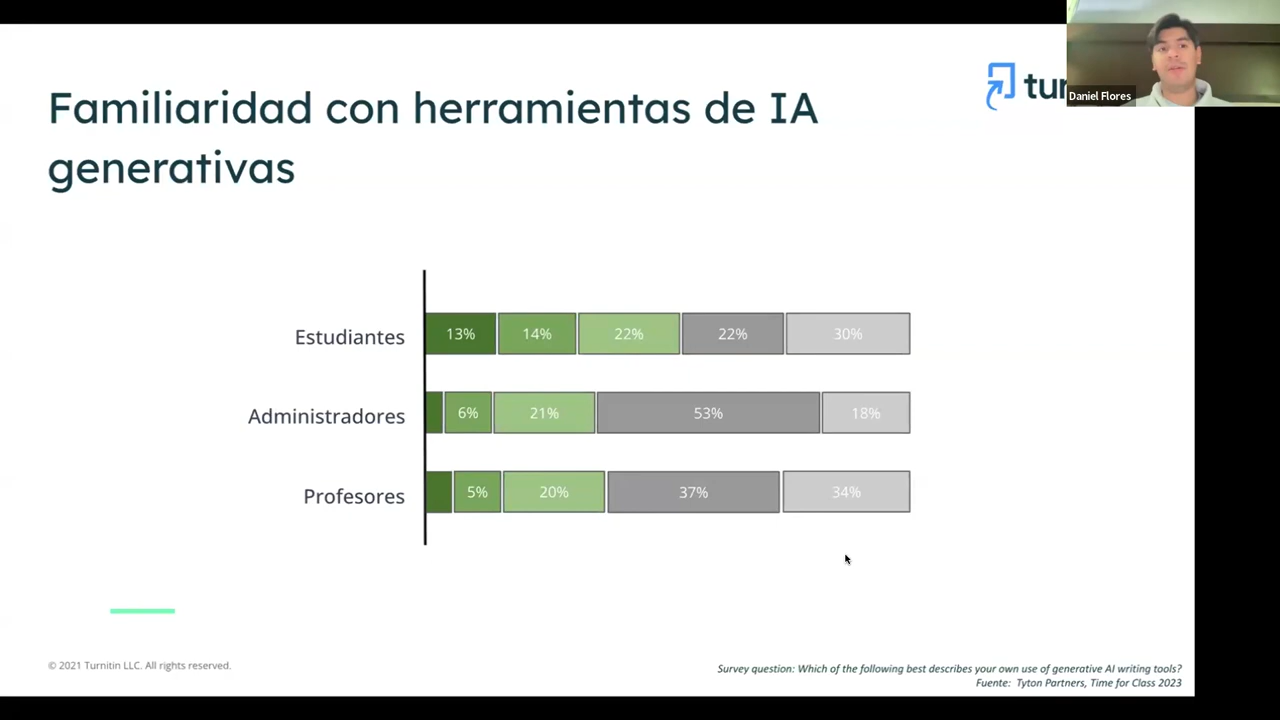 Familiaridad con herramientas de IA
generativas
tur
Daniel Flores
Estudiantes
13% 14% 22% 22% 30%
Administradores
6% 21% 53% 18%
Profesores
5% 20% 37% 34%
© 2021 Turnitin LLC. All rights reserved.
Survey question: Which of the following best describes your own use of generative AI writing tools?
Fuente: Tyton Partners, Time for Class 2023